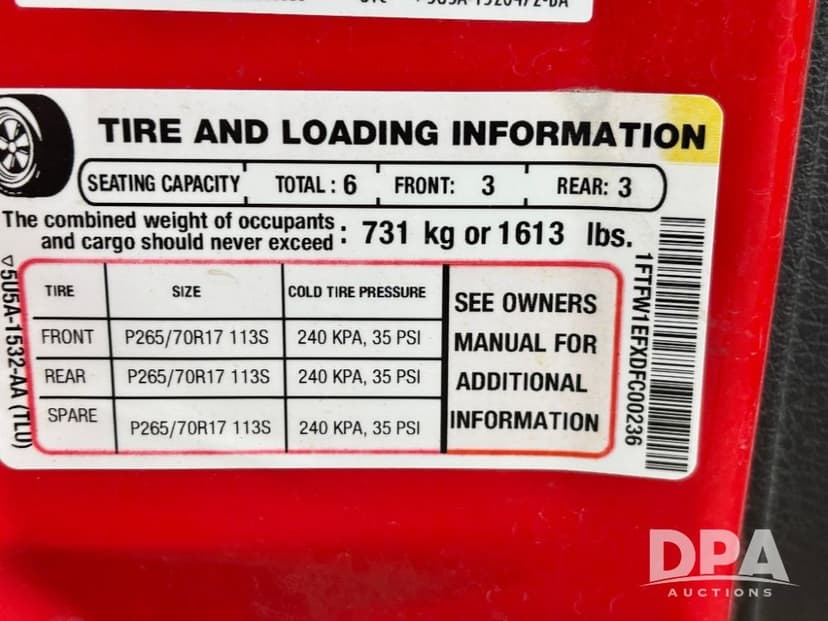 TIRE AND LOADING INFORMATION
SEATING CAPACITY TOTAL : 6 FRONT: 3 REAR: 3
The combined weight of occupants
and cargo should never exceed : 731 kg or 1613 lbs.
TIRE SIZE COLD TIRE PRESSURE
FRONT P265/70R17 113S 240 KPA, 35 PSI
REAR P265/70R17 113S 240 KPA, 35 PSI
SPARE P265/70R17 113S 240 KPA, 35 PSI
SEE OWNERS
MANUAL FOR
ADDITIONAL
INFORMATION
▽5U5A-1532-AA (TLU)
1FTFW1EFXDFC00236
DPA
AUCTIONS